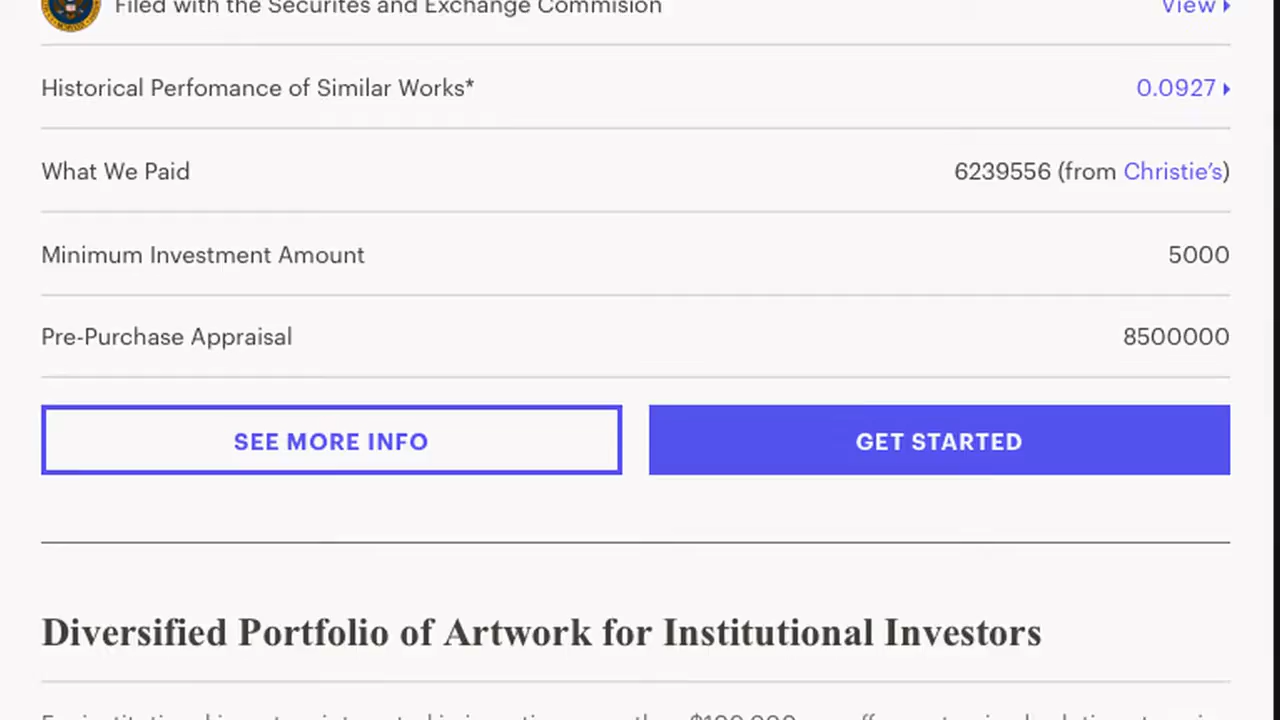 Filed with the Securites and Exchange Commision View
Historical Perfomance of Similar Works* 0.0927
What We Paid 6239556 (from Christie's)
Minimum Investment Amount 5000
Pre-Purchase Appraisal 8500000
SEE MORE INFO GET STARTED
Diversified Portfolio of Artwork for Institutional Investors